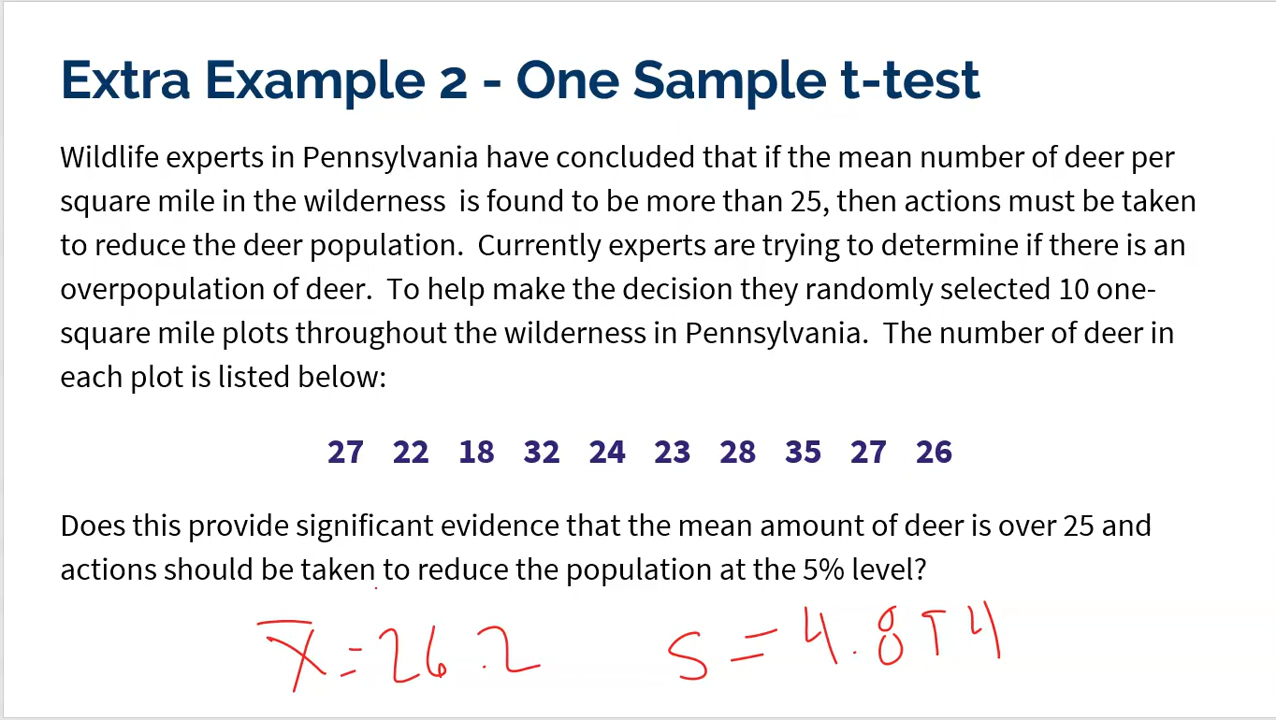 Extra Example 2 - One Sample t-test
Wildlife experts in Pennsylvania have concluded that if the mean number of deer per
square mile in the wilderness is found to be more than 25, then actions must be taken
to reduce the deer population. Currently experts are trying to determine if there is an
overpopulation of deer. To help make the decision they randomly selected 10 one-
square mile plots throughout the wilderness in Pennsylvania. The number of deer in
each plot is listed below:
27 22 18 32 24 23 28 35 27 26
Does this provide significant evidence that the mean amount of deer is over 25 and
actions should be taken to reduce the population at the 5% level?
x̄ = 26.2 s =